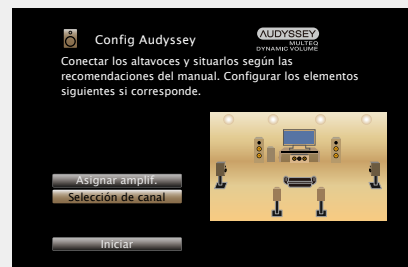 Config Audyssey
AUDYSSEY
MULTEQ
DYNAMIC VOLUME
Conectar los altavoces y situarlos según las
recomendaciones del manual. Configurar los elementos
siguientes si corresponde.
Asignar amplif.
Selección de canal
Iniciar